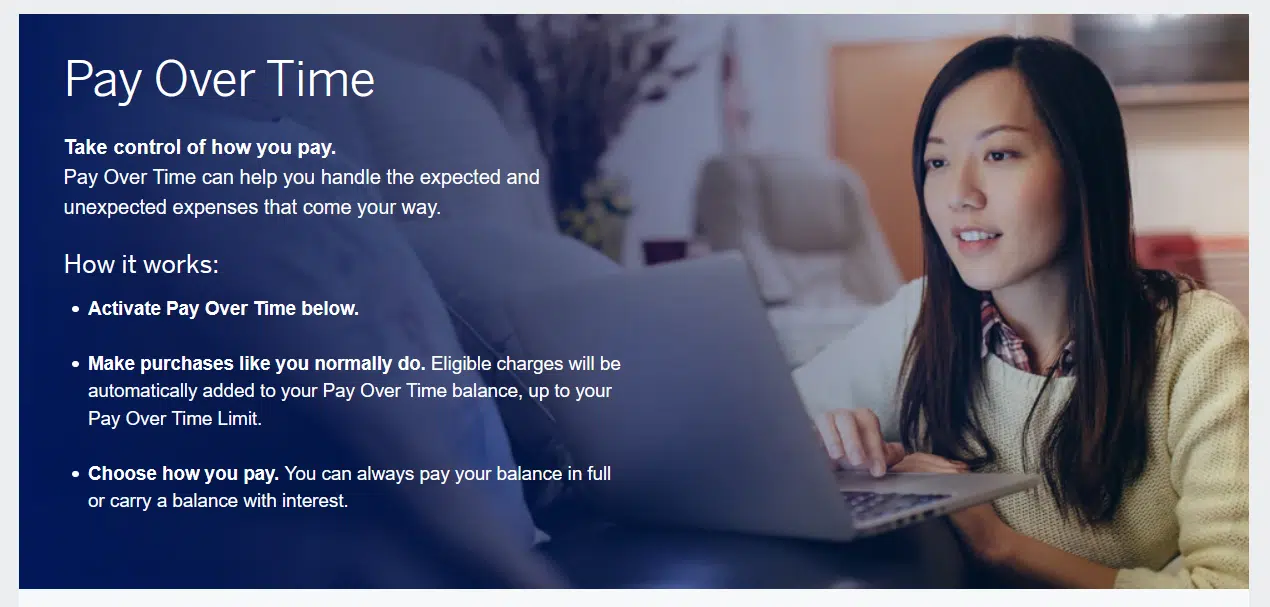 Pay Over Time
Take control of how you pay.
Pay Over Time can help you handle the expected and
unexpected expenses that come your way.
How it works:
• Activate Pay Over Time below.
• Make purchases like you normally do. Eligible charges will be
automatically added to your Pay Over Time balance, up to your
Pay Over Time Limit.
• Choose how you pay. You can always pay your balance in full
or carry a balance with interest.